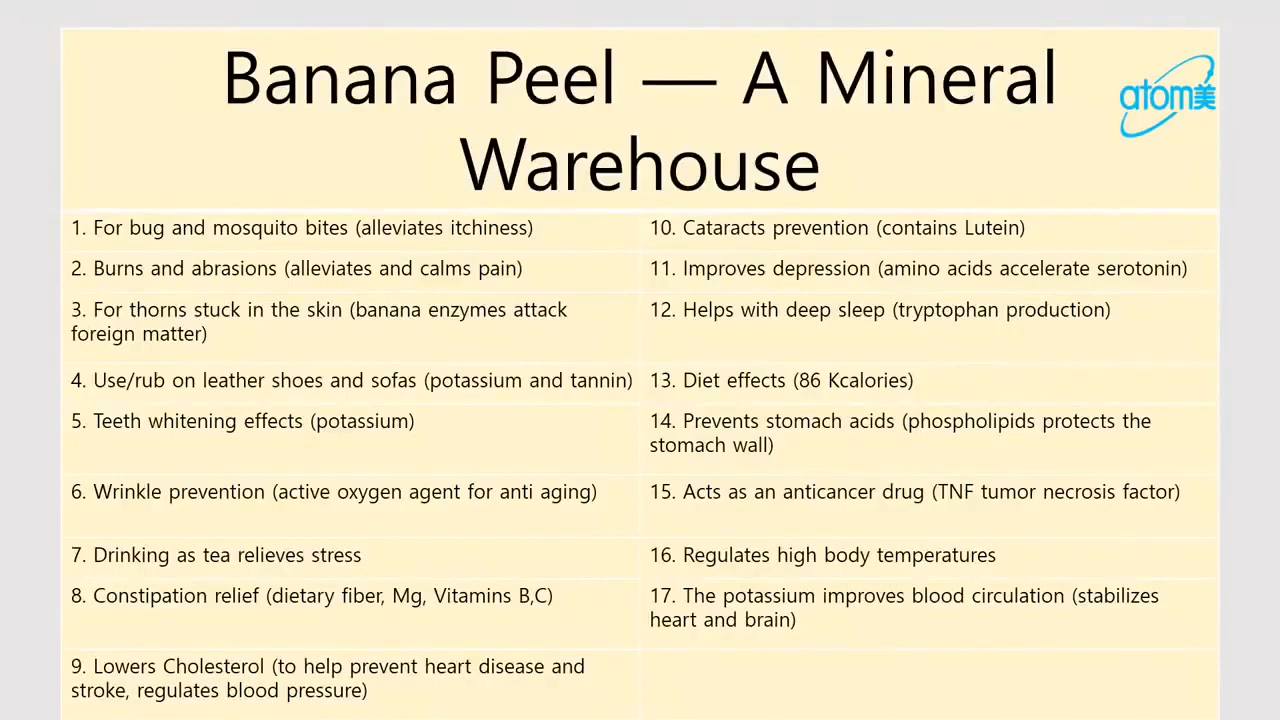 Banana Peel — A Mineral
Warehouse
atom美
1. For bug and mosquito bites (alleviates itchiness)
2. Burns and abrasions (alleviates and calms pain)
3. For thorns stuck in the skin (banana enzymes attack
foreign matter)
4. Use/rub on leather shoes and sofas (potassium and tannin)
5. Teeth whitening effects (potassium)
6. Wrinkle prevention (active oxygen agent for anti aging)
7. Drinking as tea relieves stress
8. Constipation relief (dietary fiber, Mg, Vitamins B,C)
9. Lowers Cholesterol (to help prevent heart disease and
stroke, regulates blood pressure)
10. Cataracts prevention (contains Lutein)
11. Improves depression (amino acids accelerate serotonin)
12. Helps with deep sleep (tryptophan production)
13. Diet effects (86 Kcalories)
14. Prevents stomach acids (phospholipids protects the
stomach wall)
15. Acts as an anticancer drug (TNF tumor necrosis factor)
16. Regulates high body temperatures
17. The potassium improves blood circulation (stabilizes
heart and brain)